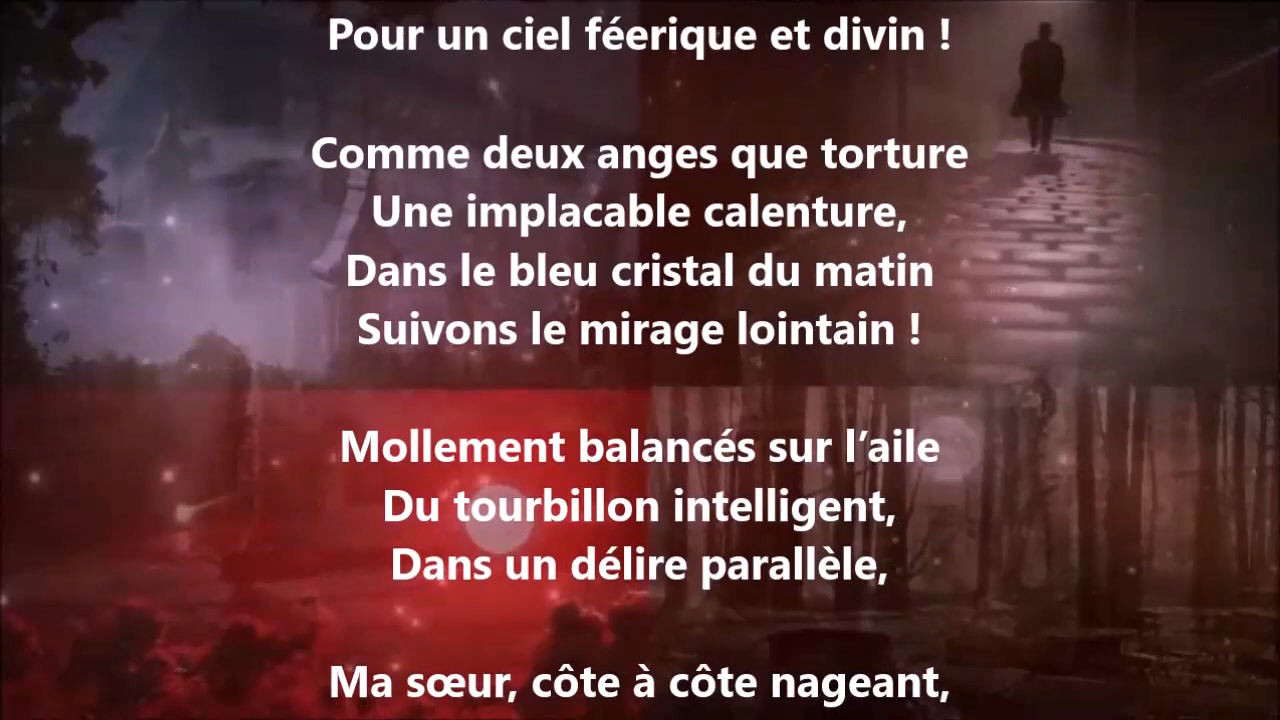 Pour un ciel féerique et divin !
Comme deux anges que torture
Une implacable calenture,
Dans le bleu cristal du matin
Suivons le mirage lointain !
Mollement balancés sur l’aile
Du tourbillon intelligent,
Dans un délire parallèle,
Ma sœur, côte à côte nageant,